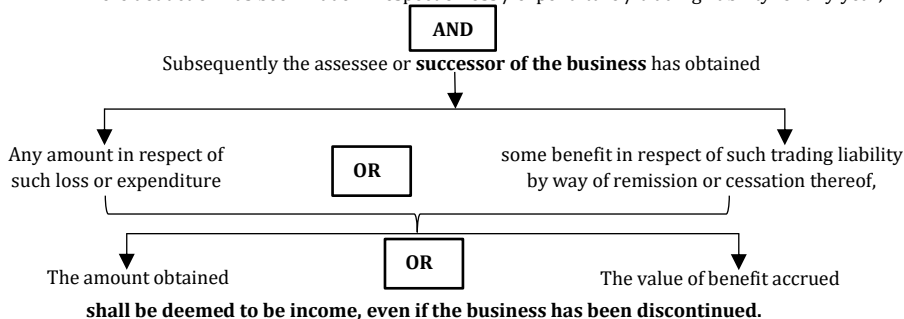 AND
Subsequently the assessee or successor of the business has obtained
Any amount in respect of
such loss or expenditure
OR
some benefit in respect of such trading liability
by way of remission or cessation thereof,
OR
The amount obtained
The value of benefit accrued
shall be deemed to be income, even if the business has been discontinued.